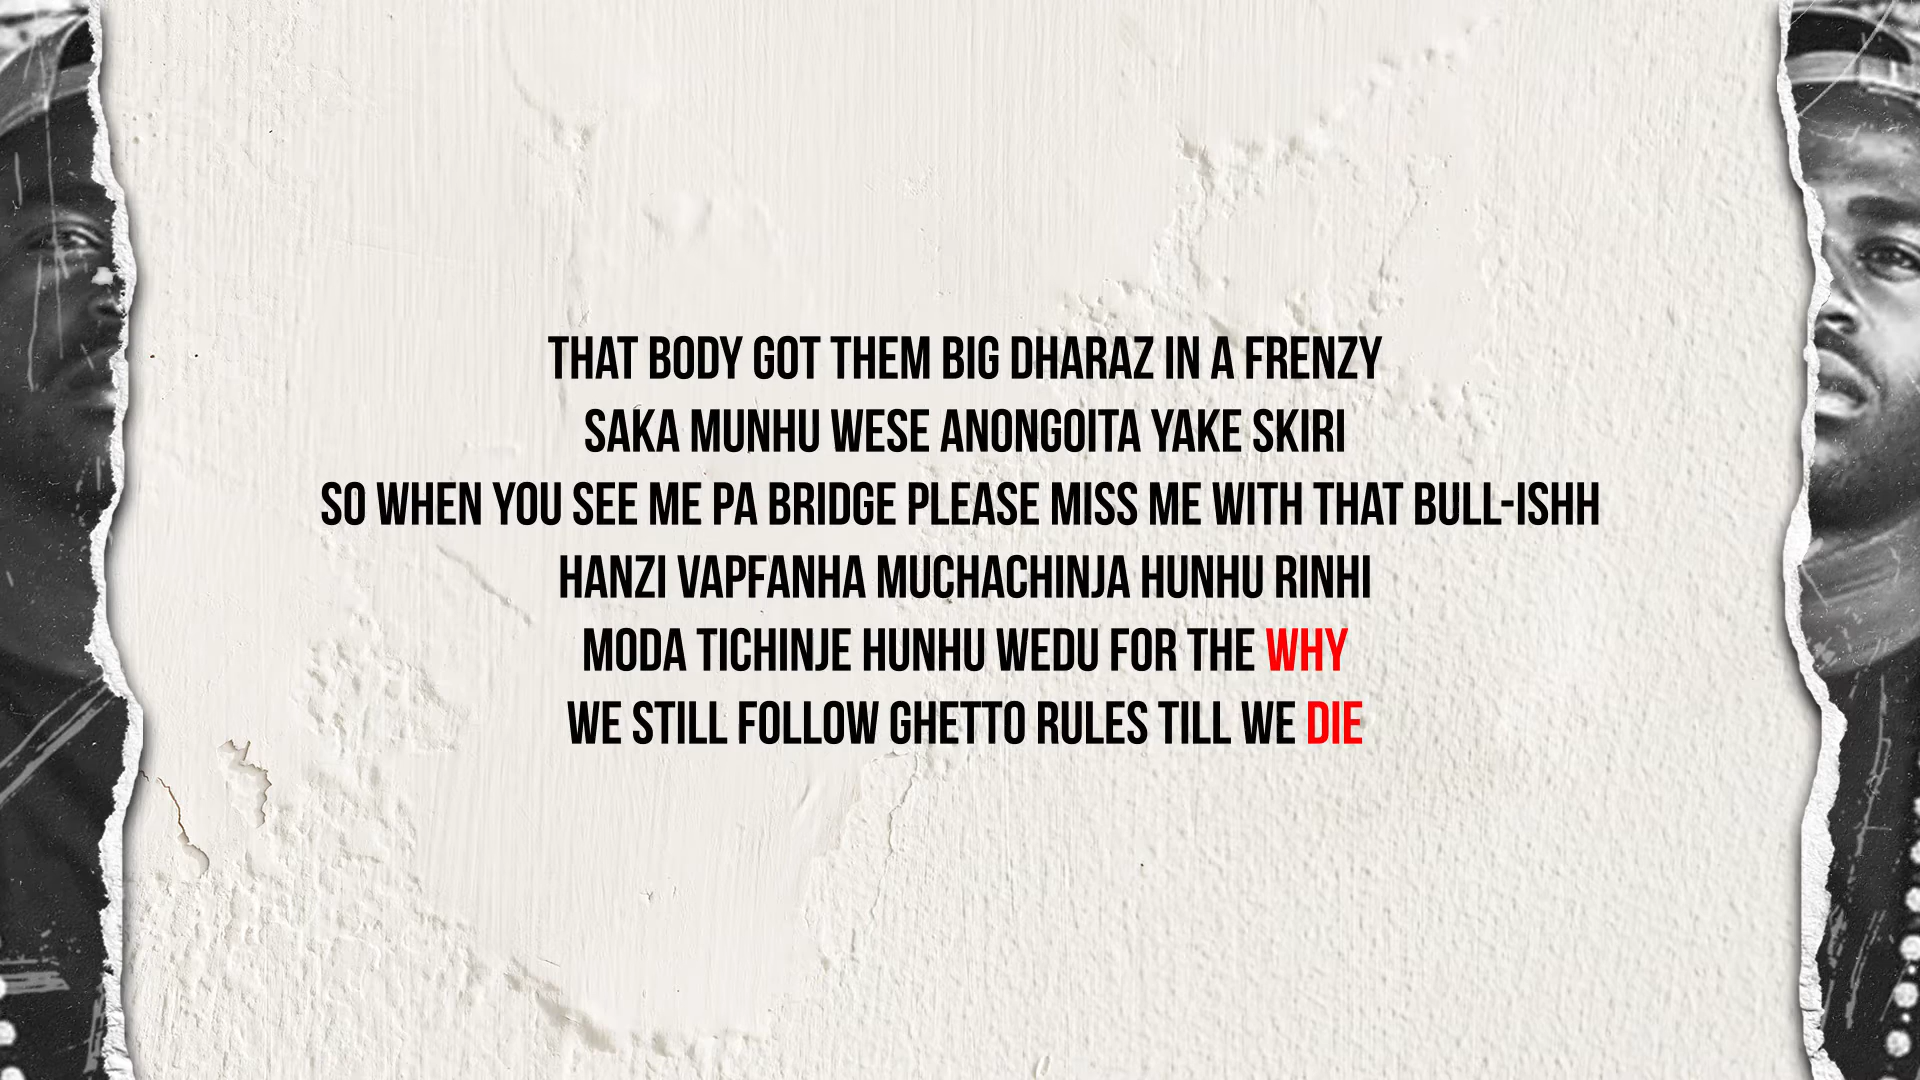 THAT BODY GOT THEM BIG DHARAZ IN A FRENZY
SAKA MUNHU WESE ANONGOITA YAKE SKIRI
SO WHEN YOU SEE ME PA BRIDGE PLEASE MISS ME WITH THAT BULL-ISHH
HANZI VAPFANHA MUCHACHINJA HUNHU RINHI
MODA TICHINJE HUNHU WEDU FOR THE WHY
WE STILL FOLLOW GHETTO RULES TILL WE DIE